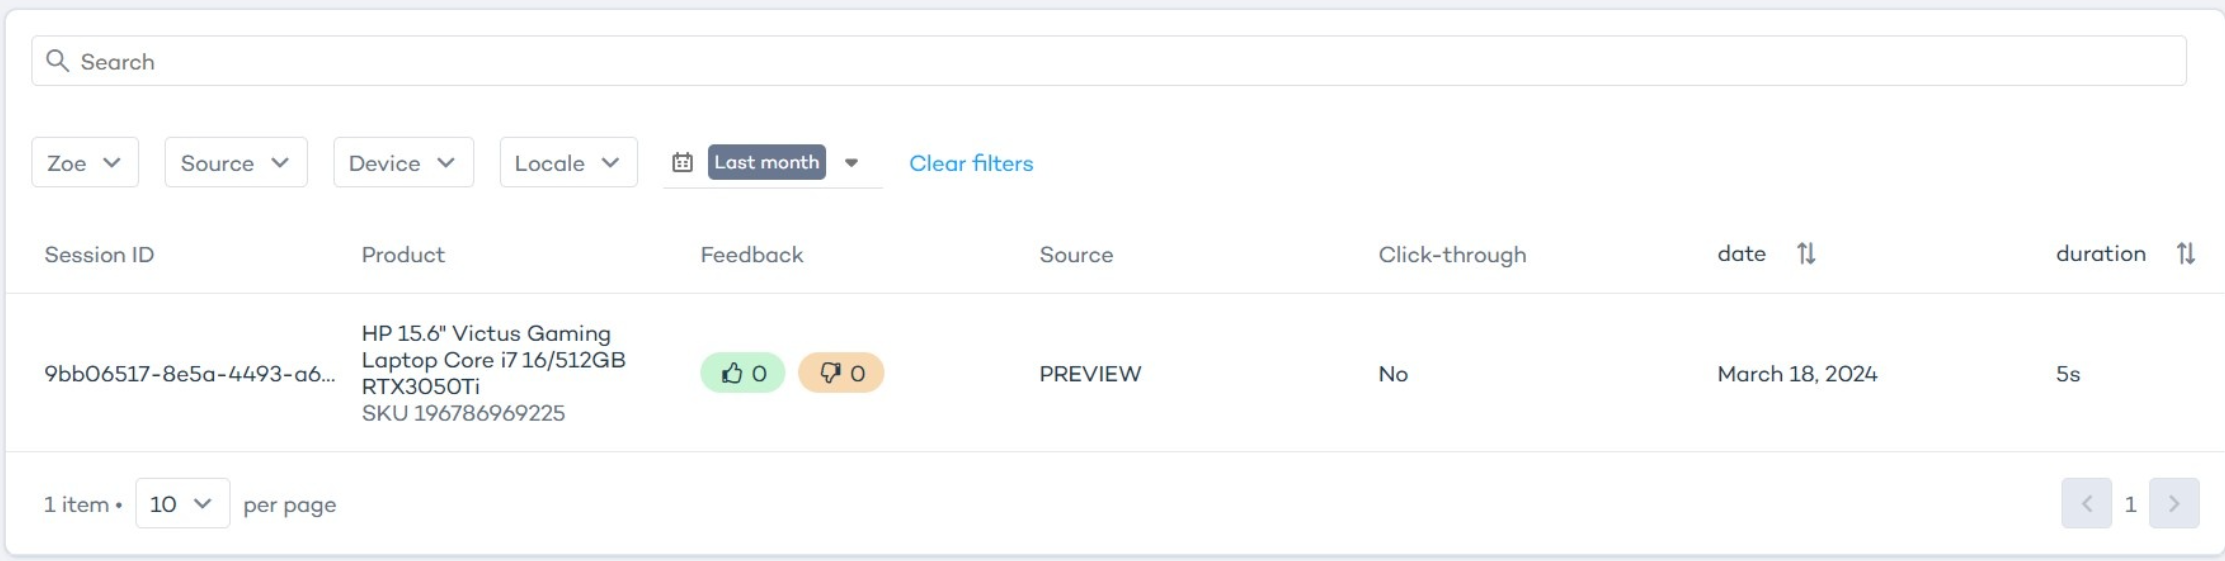 Search
Zoe Source Device Locale Last month Clear filters
Session ID Product Feedback Source Click-through date duration
HP 15.6" Victus Gaming
Laptop Core i7 16/512GB
RTX3050Ti
SKU 196786969225
9bb06517-8e5a-4493-a6... 0 0 PREVIEW No March 18, 2024 5s
1 item • 10 per page 1